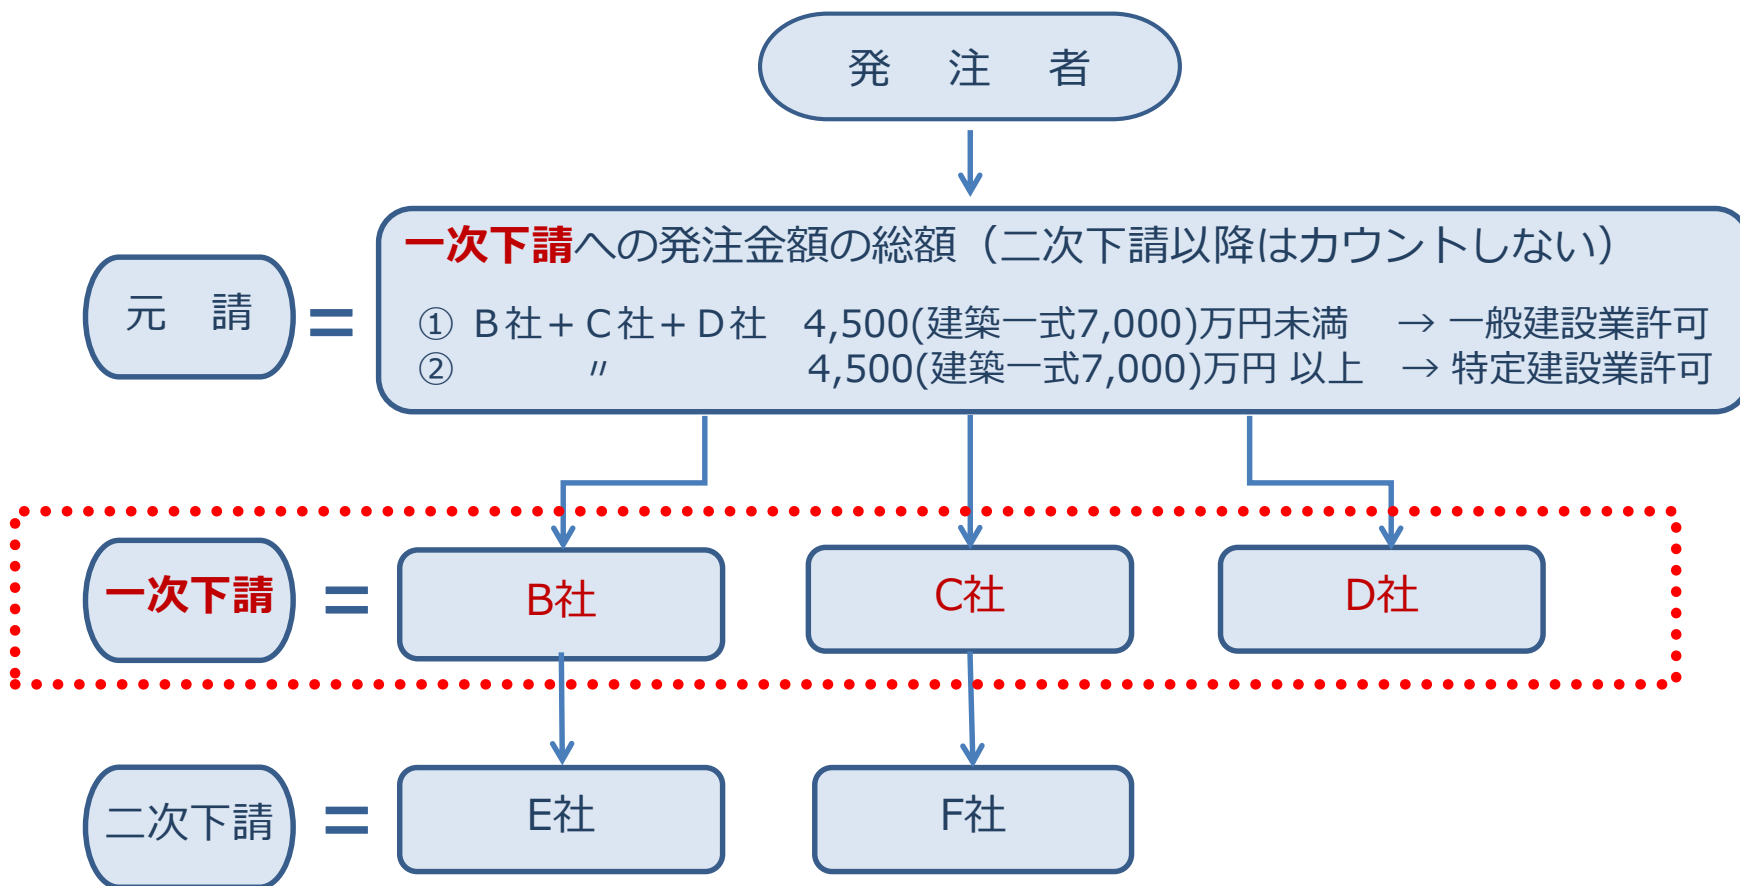 発　注　者
一次下請への発注金額の総額（二次下請以降はカウントしない）
元　請
=
① Ｂ社＋Ｃ社＋Ｄ社　4,500(建築一式7,000)万円未満　→ 一般建設業許可
②　　　〃　　　4,500(建築一式7,000)万円 以上　→ 特定建設業許可
一次下請
=
B社
C社
D社
二次下請
=
E社
F社